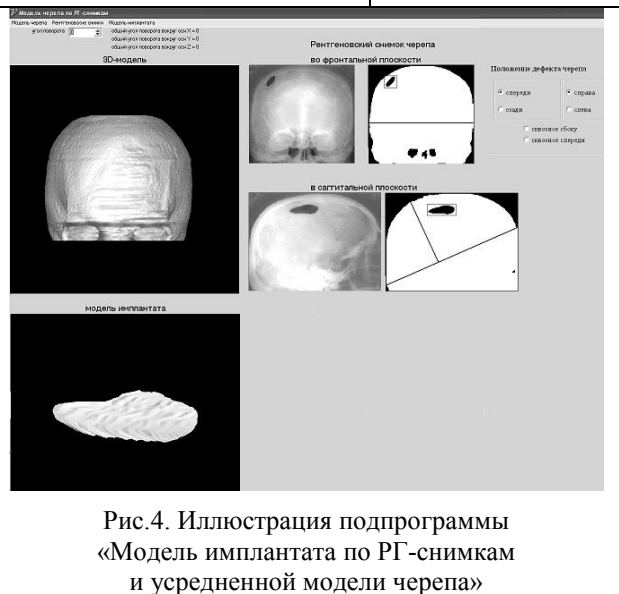 Модель черепа по РГ-снимкам
Модель черепа Рентгеновские снимки Модель имплантата
угол поворота
общий угол поворота вокруг оси X = 0
общий угол поворота вокруг оси Y = 0
общий угол поворота вокруг оси Z = 0
3D-модель
Рентгеновский снимок черепа
во фронтальной плоскости
Положение дефекта черепа
спереди справа
сзади слева
сквозное сбоку
сквозное спереди
в саггитальной плоскости
модель имплантата
Рис.4. Иллюстрация подпрограммы
«Модель имплантата по РГ-снимкам
и усредненной модели черепа»